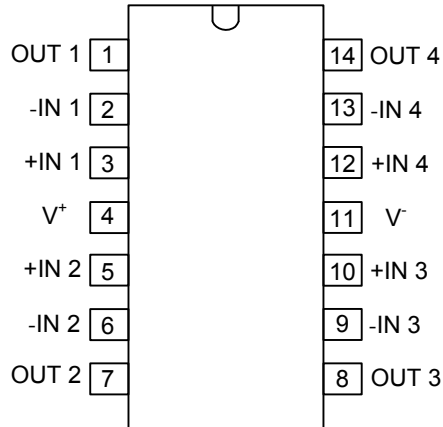 OUT 1 1 14 OUT 4
-IN 1 2 13 -IN 4
+IN 1 3 12 +IN 4
V⁺ 4 11 V⁻
+IN 2 5 10 +IN 3
-IN 2 6 9 -IN 3
OUT 2 7 8 OUT 3